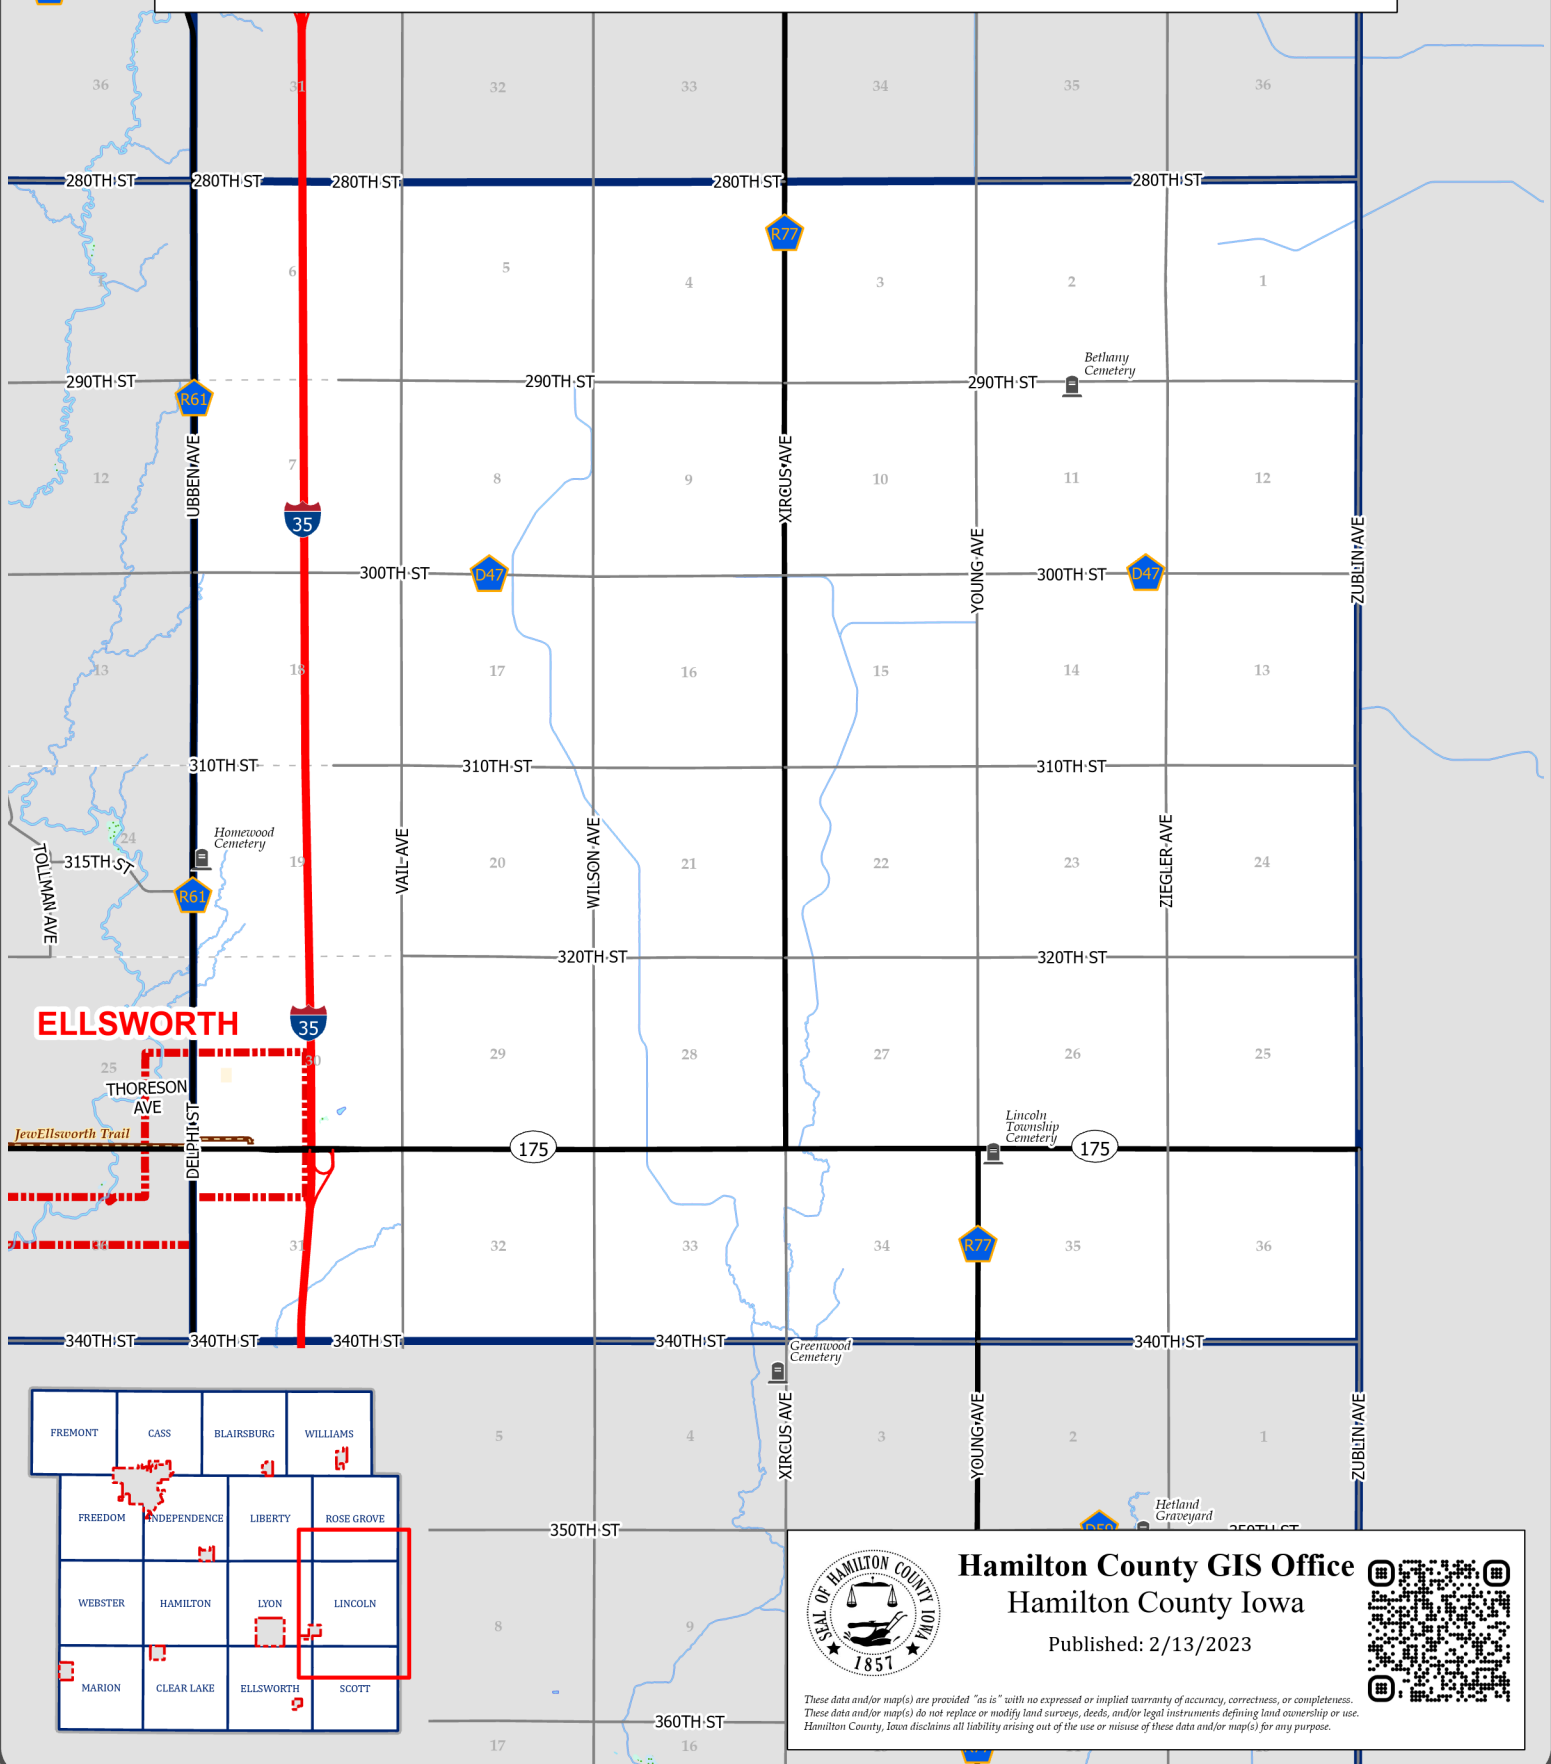 36
31
32
33
34
35
36
280TH ST
280TH ST
280TH ST
280TH ST
280TH ST
R77
6
5
4
3
2
1
Bethany
Cemetery
290TH ST
290TH ST
290TH ST
R61
UBBEN AVE
XIRCUS AVE
12
7
8
9
10
11
12
35
YOUNG AVE
ZUBLIN AVE
300TH ST
D47
300TH ST
D47
13
18
17
16
15
14
13
310TH ST
310TH ST
310TH ST
Homewood
Cemetery
24
315TH ST
TOLLMAN AVE
R61
19
VAIL AVE
20
WILSON AVE
21
22
23
ZIEGLER AVE
24
320TH ST
320TH ST
ELLSWORTH
35
25
30
29
28
27
26
25
THORESON
AVE
DELPHI ST
JewEllsworth Trail
175
Lincoln
Township
Cemetery
175
36
31
32
33
34
R77
35
36
340TH ST
340TH ST
340TH ST
340TH ST
340TH ST
Greenwood
Cemetery
XIRCUS AVE
YOUNG AVE
ZUBLIN AVE
5
4
3
2
1
Hetland
Graveyard
D50
350TH ST
350TH ST
8
9
360TH ST
17
16
FREMONT
CASS
BLAIRSBURG
WILLIAMS
FREEDOM
INDEPENDENCE
LIBERTY
ROSE GROVE
WEBSTER
HAMILTON
LYON
LINCOLN
MARION
CLEAR LAKE
ELLSWORTH
SCOTT
SEAL OF HAMILTON COUNTY IOWA
1857
Hamilton County GIS Office
Hamilton County Iowa
Published: 2/13/2023
These data and/or map(s) are provided "as is" with no expressed or implied warranty of accuracy, correctness, or completeness.
These data and/or map(s) do not replace or modify land surveys, deeds, and/or legal instruments defining land ownership or use.
Hamilton County, Iowa disclaims all liability arising out of the use or misuse of these data and/or map(s) for any purpose.